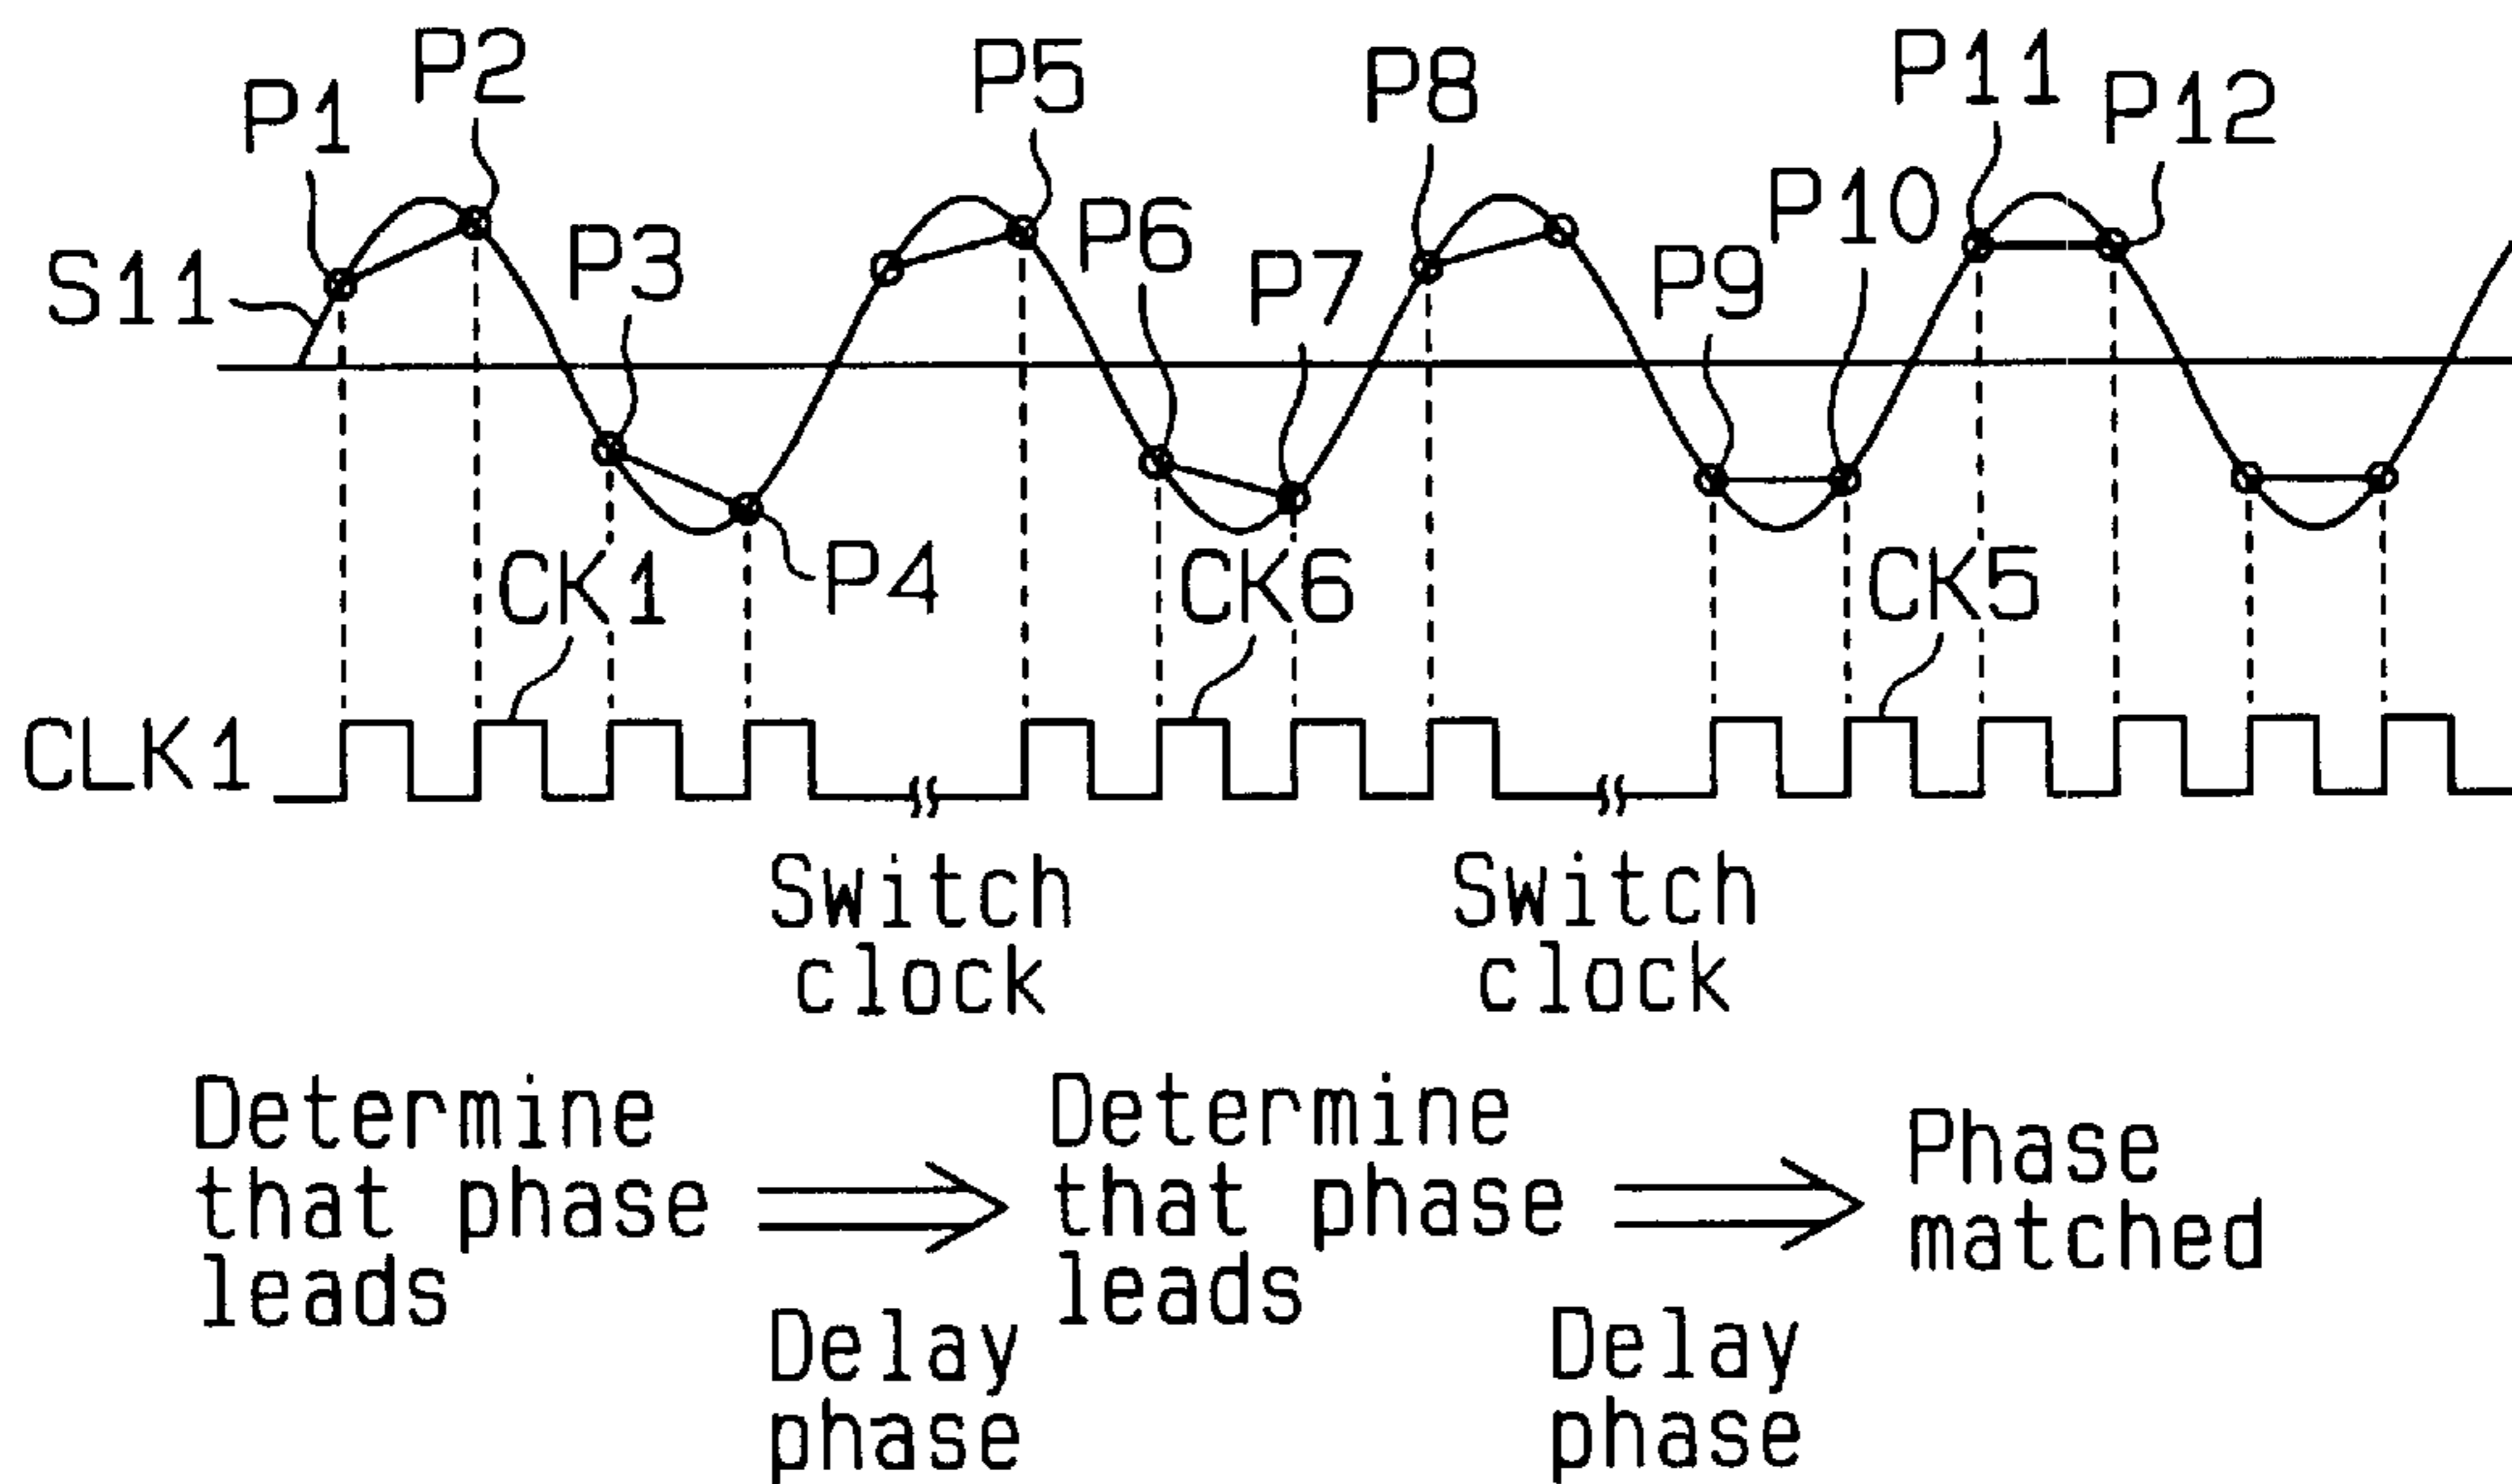 P1
P2
P5
P8
P11
P12
S11
P3
P6
P7
P9
P10
CK1
P4
CK6
CK5
CLK1
Switch
clock
Switch
clock
Determine
that phase
leads
Delay
phase
Determine
that phase
leads
Delay
phase
Phase
matched